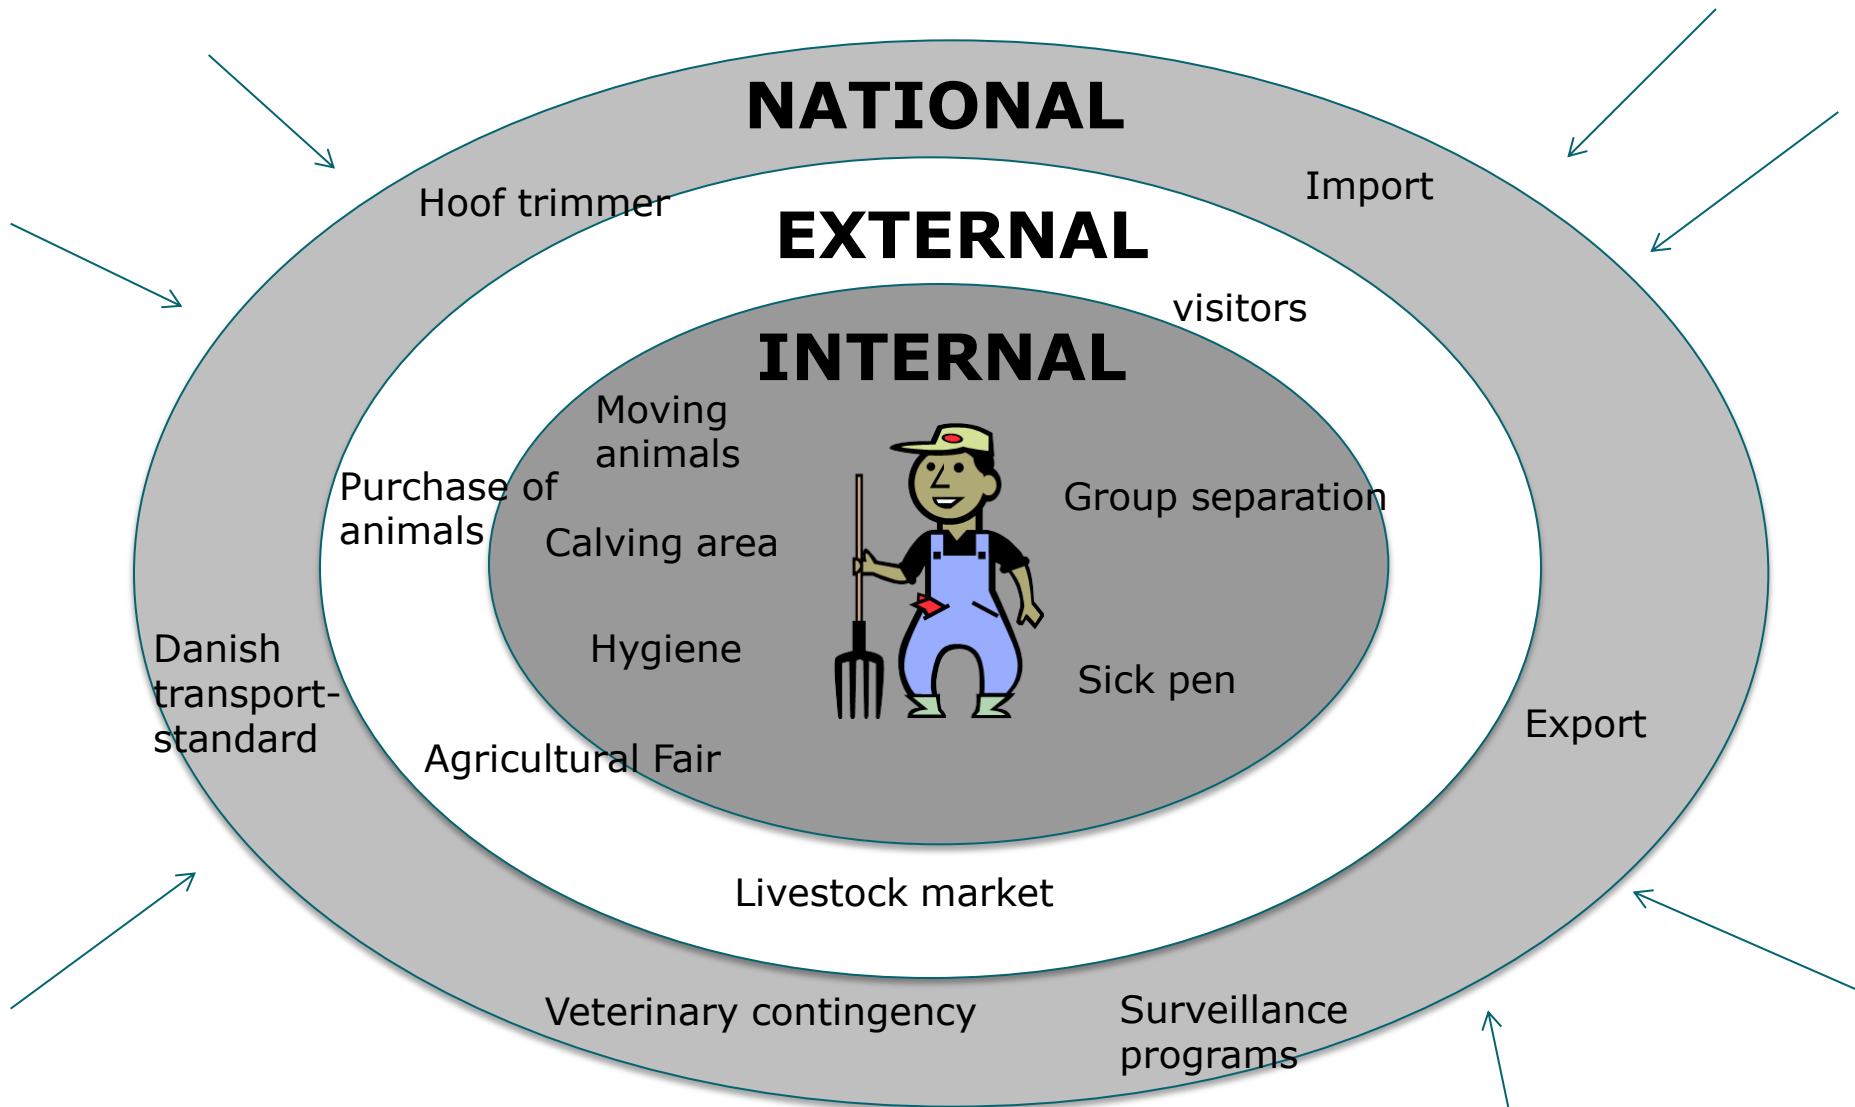 NATIONAL
Hoof trimmer
Import
EXTERNAL
visitors
INTERNAL
Moving
animals
Purchase of
animals
Group separation
Calving area
Hygiene
Sick pen
Danish
transport-
standard
Export
Agricultural Fair
Livestock market
Veterinary contingency
Surveillance
programs